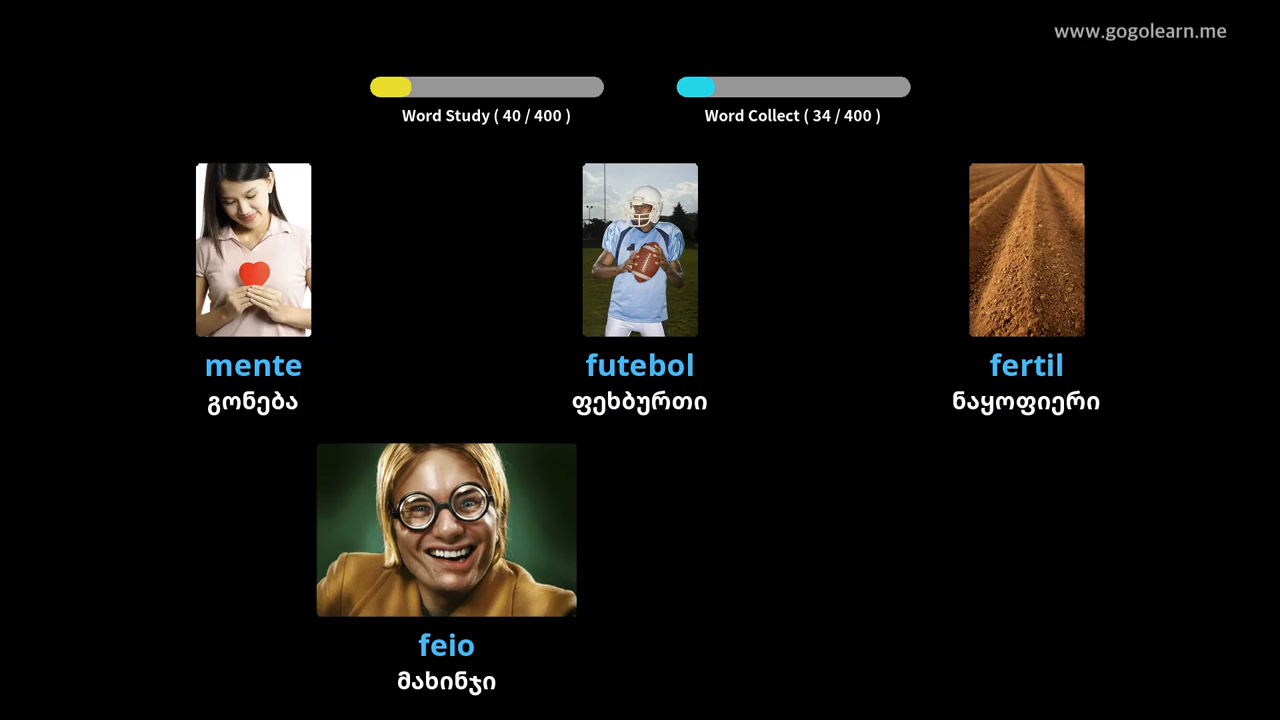 www.gogolearn.me
Word Study ( 40 / 400 )
Word Collect ( 34 / 400 )
mente
გონება
futebol
ფეხბურთი
fertil
ნაყოფიერი
feio
მახინჯი